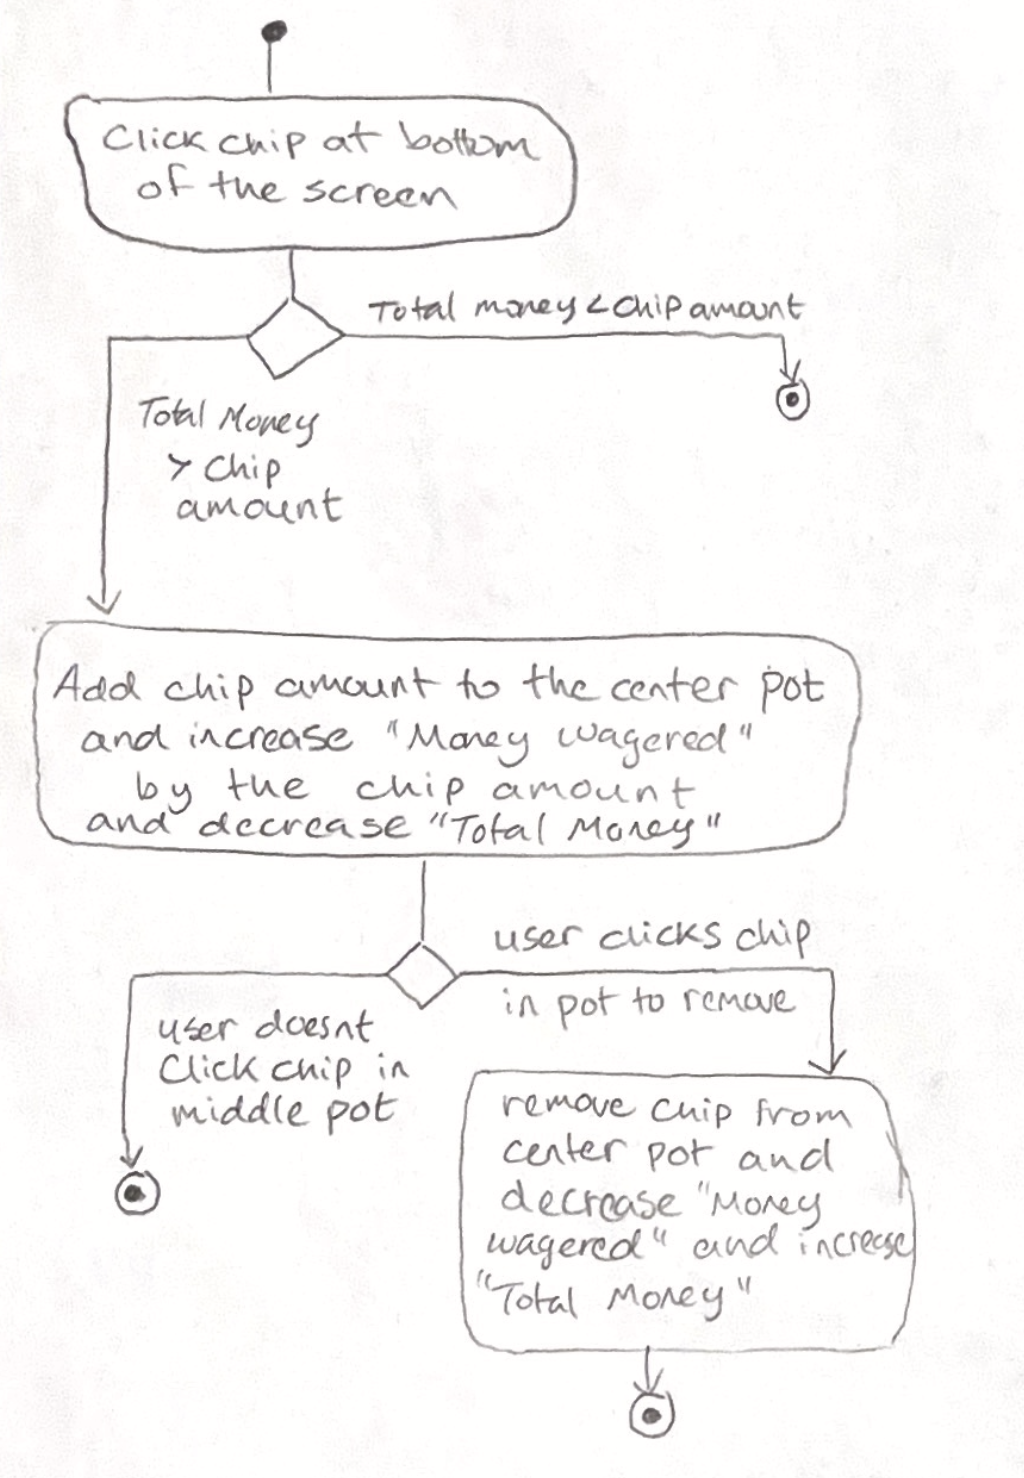 Click chip at bottom
of the screen
Total money < chip amount
Total Money
> Chip
amount
Add chip amount to the center pot
and increase "Money wagered"
by the chip amount
and decrease "Total Money"
user clicks chip
in pot to remove
user doesnt
Click chip in
middle pot
remove chip from
center pot and
decrease "Money
wagered" and increase
"Total Money"